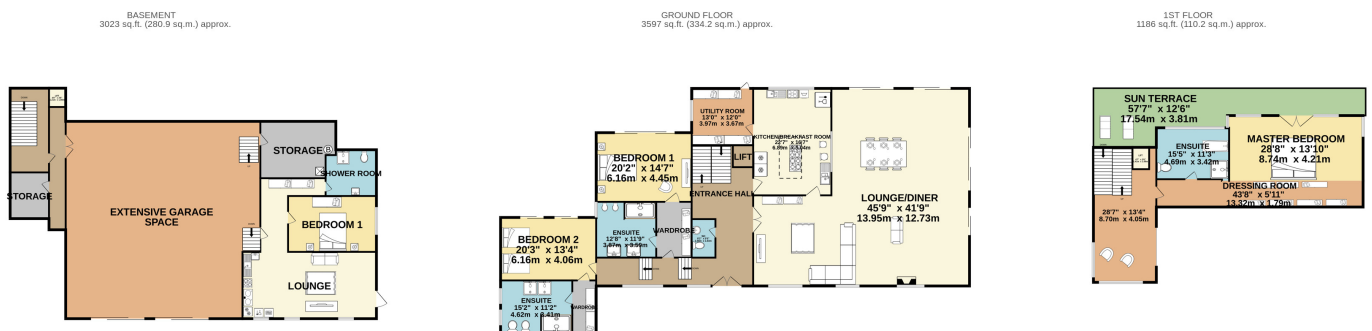 BASEMENT
3023 sq.ft. (280.9 sq.m.) approx.
STORAGE
SHOWER ROOM
STORAGE
BEDROOM 1
EXTENSIVE GARAGE
SPACE
LOUNGE
GROUND FLOOR
3597 sq.ft. (334.2 sq.m.) approx.
UTILITY ROOM
13'0" x 12'0"
3.97m x 3.67m
KITCHEN/BREAKFAST ROOM
LIFT
BEDROOM 1
20'2" x 14'7"
6.16m x 4.45m
ENTRANCE HALL
LOUNGE/DINER
45'9" x 41'9"
13.95m x 12.73m
ENSUITE
12'8" x 11'9"
WARDROBE
BEDROOM 2
20'3" x 13'4"
6.16m x 4.06m
ENSUITE
15'2" x 11'2"
4.62m x 3.41m
WARDROBE
1ST FLOOR
1186 sq.ft. (110.2 sq.m.) approx.
SUN TERRACE
57'7" x 12'6"
17.54m x 3.81m
ENSUITE
15'5" x 11'3"
4.69m x 3.42m
MASTER BEDROOM
28'8" x 13'10"
8.74m x 4.21m
DRESSING ROOM
43'8" x 5'11"
13.32m x 1.79m
28'7" x 13'4"
8.70m x 4.05m